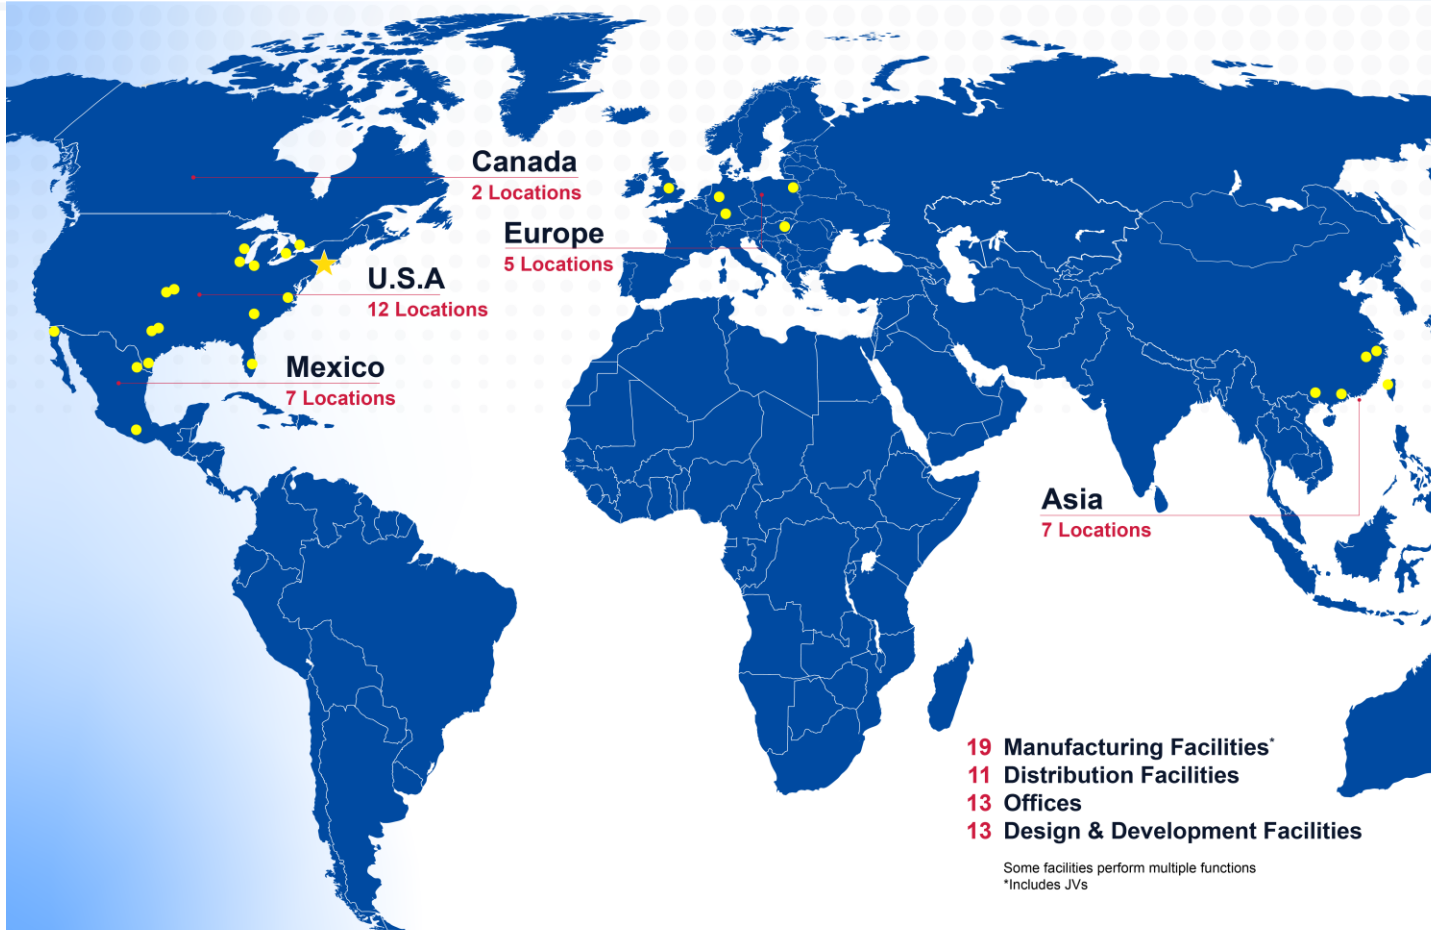 Canada
2 Locations
Europe
5 Locations
U.S.A
12 Locations
Mexico
7 Locations
Asia
7 Locations
19 Manufacturing Facilities*
11 Distribution Facilities
13 Offices
13 Design & Development Facilities
Some facilities perform multiple functions
*Includes JVs